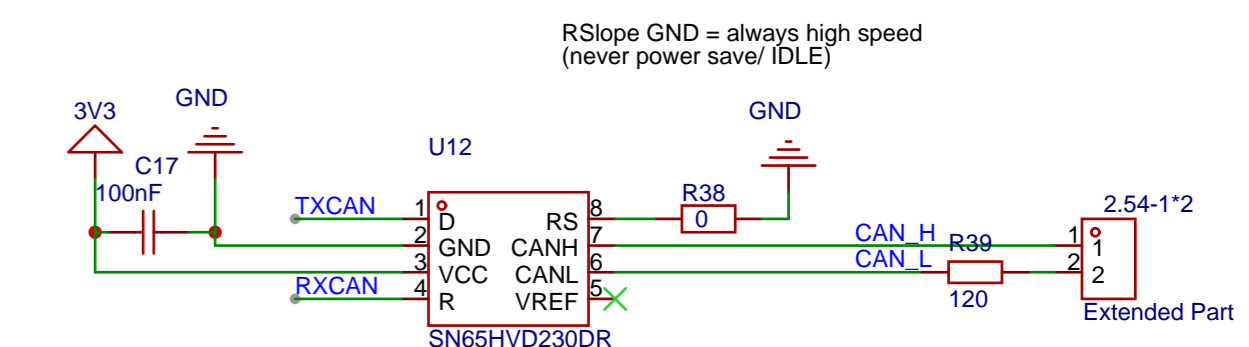 RSlope GND = always high speed
(never power save/ IDLE)
3V3
GND
C17
100nF
U12
GND
TXCAN
1
D
2
GND
3
VCC
RXCAN
4
R
RS
8
CANH
7
CANL
6
VREF
5
SN65HVD230DR
R38
0
CAN_H
CAN_L
R39
120
2.54-1*2
1
1
2
2
Extended Part